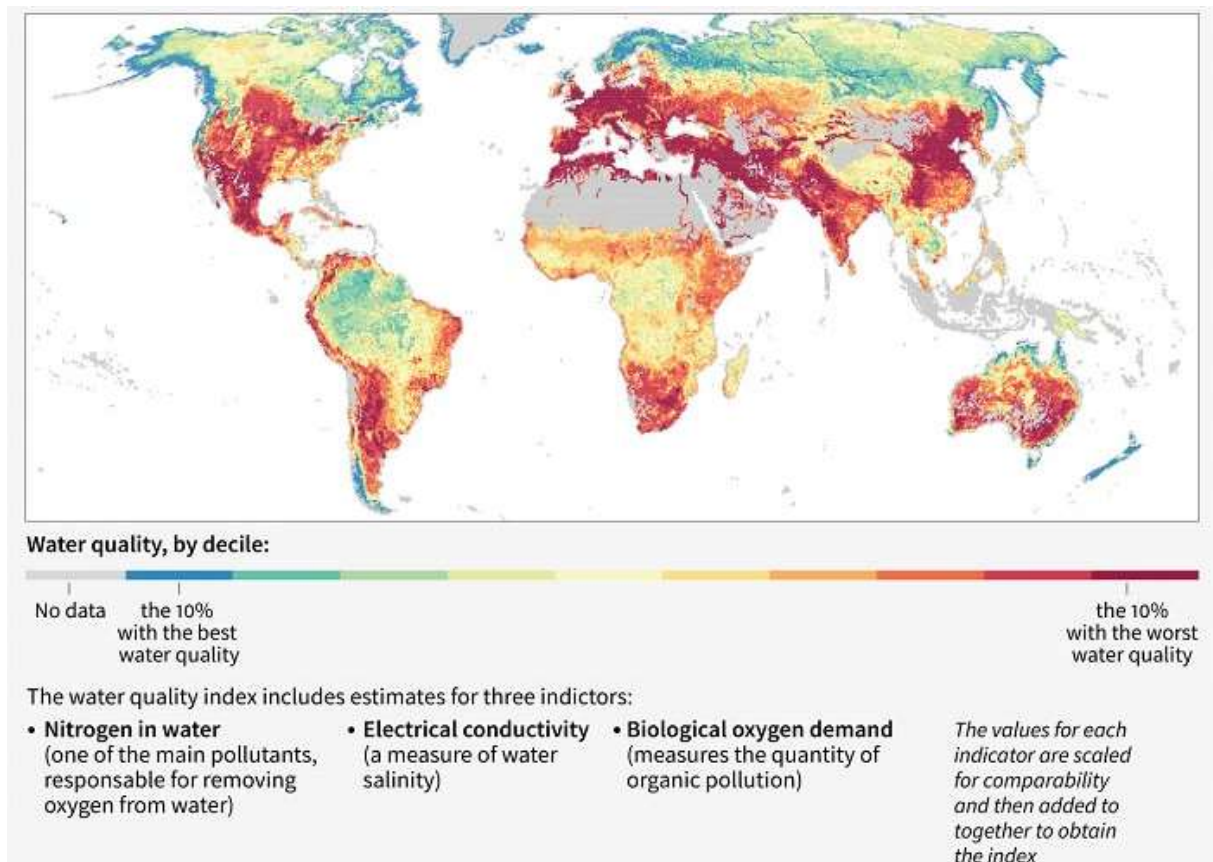 Water quality, by decile:
No data
the 10%
with the best
water quality
the 10%
with the worst
water quality
The water quality index includes estimates for three indictors:
• Nitrogen in water
(one of the main pollutants,
responsable for removing
oxygen from water)
• Electrical conductivity
(a measure of water
salinity)
• Biological oxygen demand
(measures the quantity of
organic pollution)
The values for each
indicator are scaled
for comparability
and then added to
together to obtain
the index